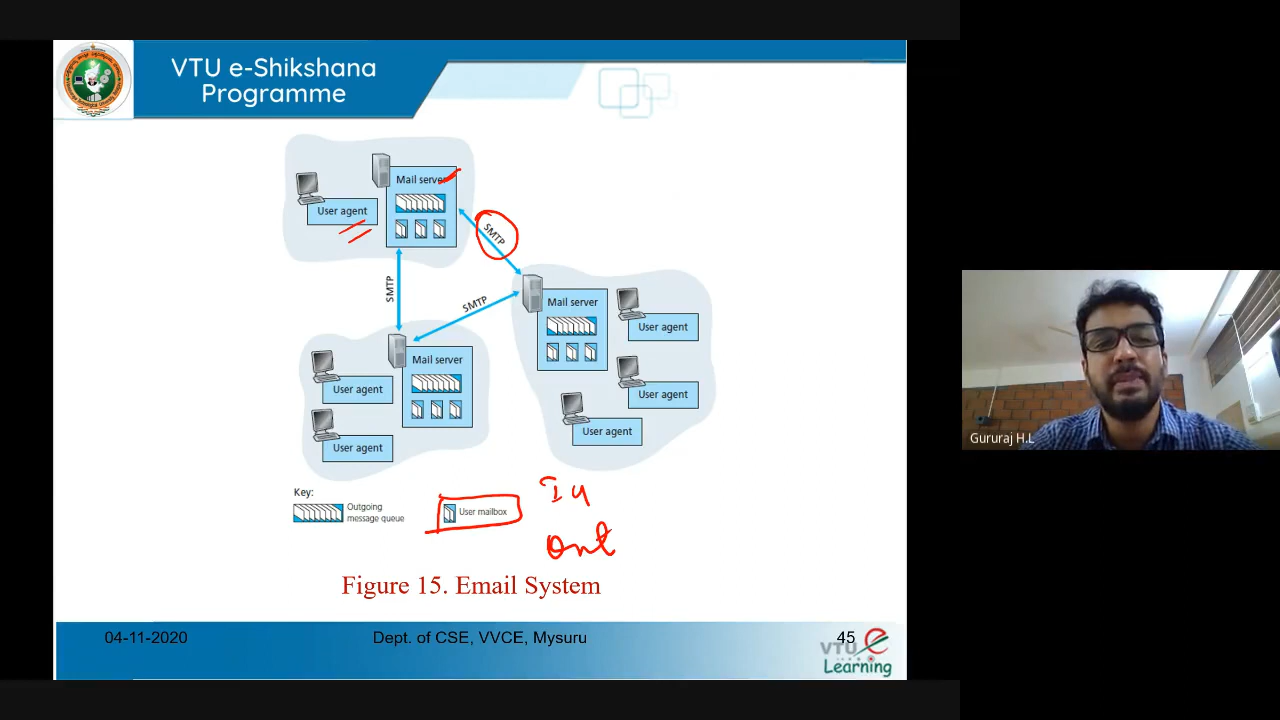 VTU e-Shikshana
Programme
Mail server
User agent
SMTP
SMTP
SMTP
Mail server
User agent
User agent
User agent
Mail server
User agent
User agent
Key:
Outgoing
message queue
User mailbox
Out
Figure 15. Email System
04-11-2020
Dept. of CSE, VVCE, Mysuru
45
VTU
Learning
Gururaj H.L